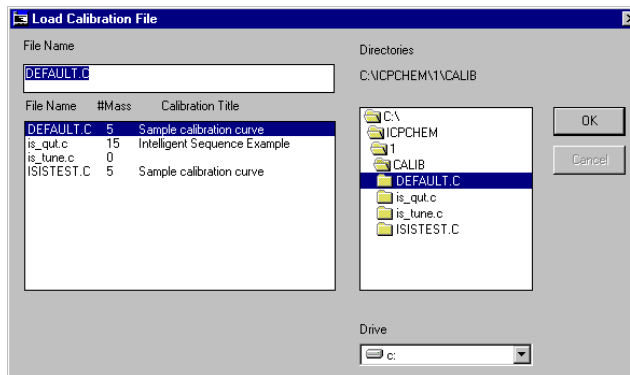 Load Calibration File
File Name
DEFAULT.C
File Name #Mass Calibration Title
DEFAULT.C 5 Sample calibration curve
is_qut.c 15 Intelligent Sequence Example
is_tune.c 0
ISISTEST.C 5 Sample calibration curve
Directories
C:\ICPCHEM\1\CALIB
C:\
ICPCHEM
1
CALIB
DEFAULT.C
is_qut.c
is_tune.c
ISISTEST.C
Drive
c:
OK
Cancel